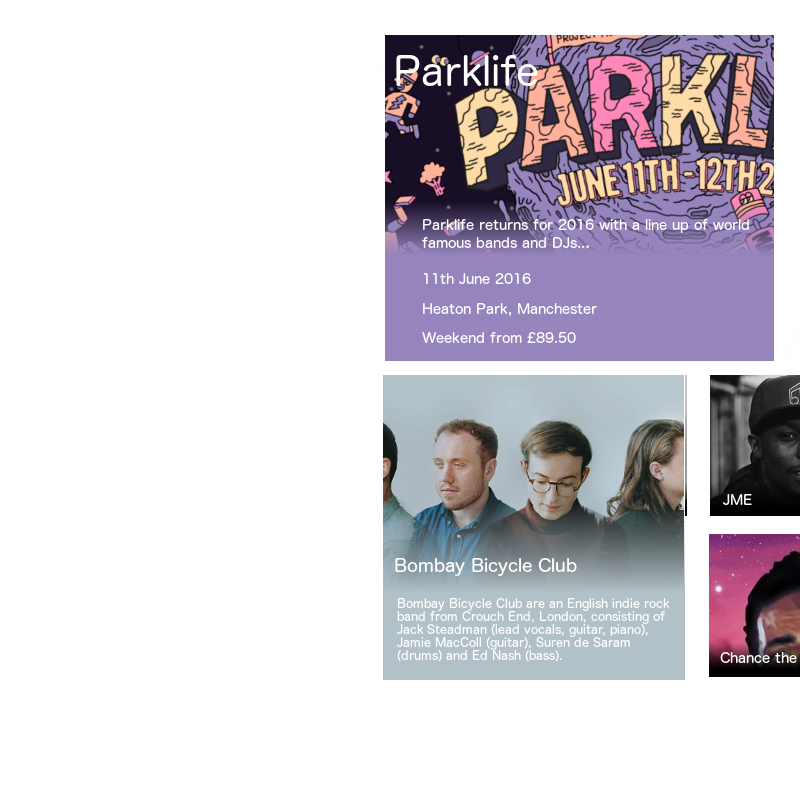 Parklife
PARKL
JUNE 11TH - 12TH 2
Parklife returns for 2016 with a line up of world
famous bands and DJs...
11th June 2016
Heaton Park, Manchester
Weekend from £89.50
Bombay Bicycle Club
Bombay Bicycle Club are an English indie rock
band from Crouch End, London, consisting of
Jack Steadman (lead vocals, guitar, piano),
Jamie MacColl (guitar), Suren de Saram
(drums) and Ed Nash (bass).
JME
Chance the